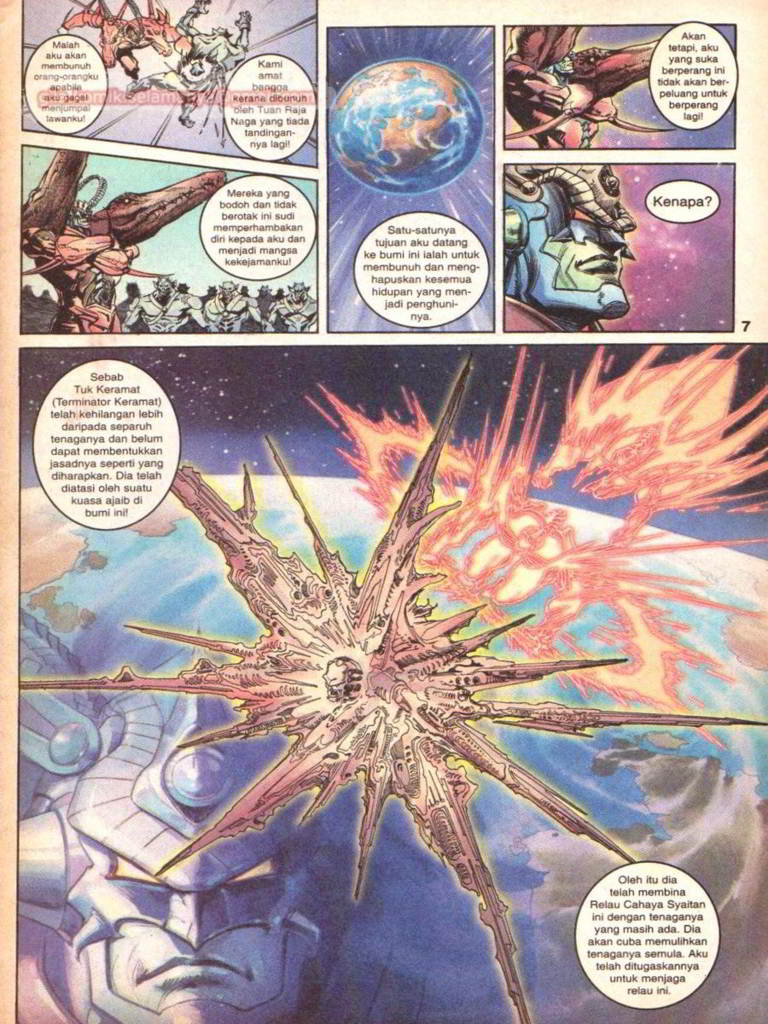 Malah
aku akan
membunuh
orang-orangku
apabila
aku gagal
menjumpai
lawanku!
Kami
amat
bangga
kerana dibunuh
oleh Tuan Raja
Naga yang tiada
tandingan-
nya lagi!
Mereka yang
bodoh dan tidak
berotak ini sudi
memperhambakan
diri kepada aku dan
menjadi mangsa
kekejamanku!
Satu-satunya
tujuan aku datang
ke bumi ini ialah untuk
membunuh dan meng-
hapuskan kesemua
hidupan yang men-
jadi penghuni-
nya.
Akan
tetapi, aku
yang suka
berperang ini
tidak akan ber-
peluang untuk
berperang
lagi!
Kenapa?
7
Sebab
Tuk Keramat
(Terminator Keramat)
telah kehilangan lebih
daripada separuh
tenaganya dan belum
dapat membentukkan
jasadnya seperti yang
diharapkan. Dia telah
diatasi oleh suatu
kuasa ajaib di
bumi ini!
Oleh itu dia
telah membina
Relau Cahaya Syaitan
ini dengan tenaganya
yang masih ada. Dia
akan cuba memulihkan
tenaganya semula. Aku
telah ditugaskannya
untuk menjaga
relau ini.